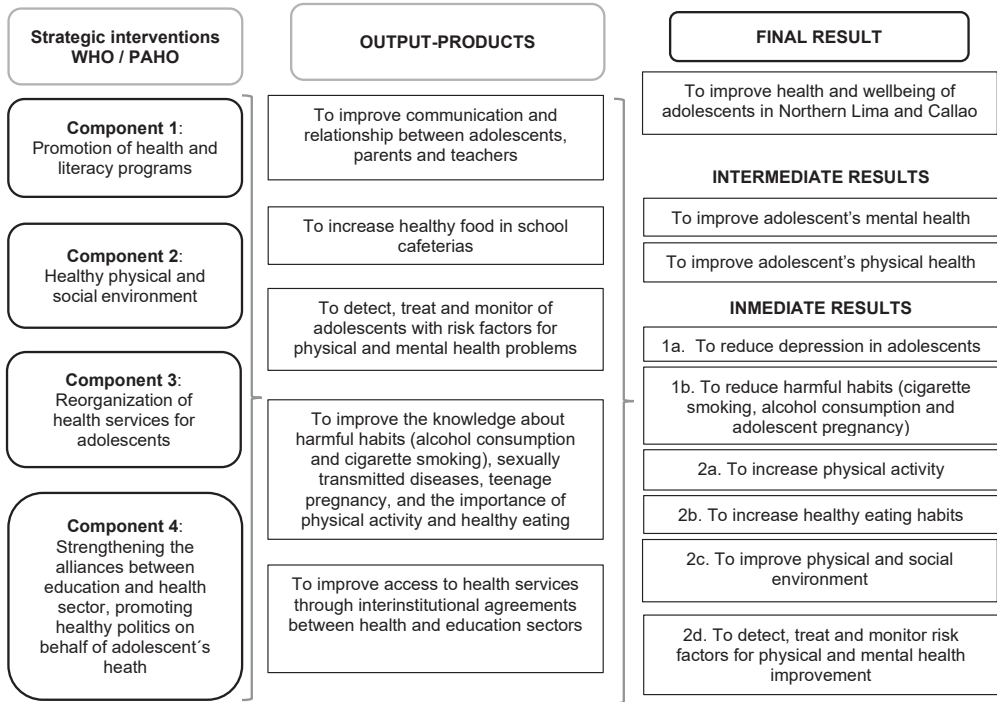 Strategic interventions
WHO / PAHO
Component 1:
Promotion of health and
literacy programs
Component 2:
Healthy physical and
social environment
Component 3:
Reorganization of
health services for
adolescents
Component 4:
Strengthening the
alliances between
education and health
sector, promoting
healthy politics on
behalf of adolescent´s
heath
OUTPUT-PRODUCTS
To improve communication and
relationship between adolescents,
parents and teachers
To increase healthy food in school
cafeterias
To detect, treat and monitor of
adolescents with risk factors for
physical and mental health problems
To improve the knowledge about
harmful habits (alcohol consumption
and cigarette smoking), sexually
transmitted diseases, teenage
pregnancy, and the importance of
physical activity and healthy eating
To improve access to health services
through interinstitutional agreements
between health and education sectors
FINAL RESULT
To improve health and wellbeing of
adolescents in Northern Lima and Callao
INTERMEDIATE RESULTS
To improve adolescent’s mental health
To improve adolescent’s physical health
INMEDIATE RESULTS
1a. To reduce depression in adolescents
1b. To reduce harmful habits (cigarette
smoking, alcohol consumption and
adolescent pregnancy)
2a. To increase physical activity
2b. To increase healthy eating habits
2c. To improve physical and social
environment
2d. To detect, treat and monitor risk
factors for physical and mental health
improvement